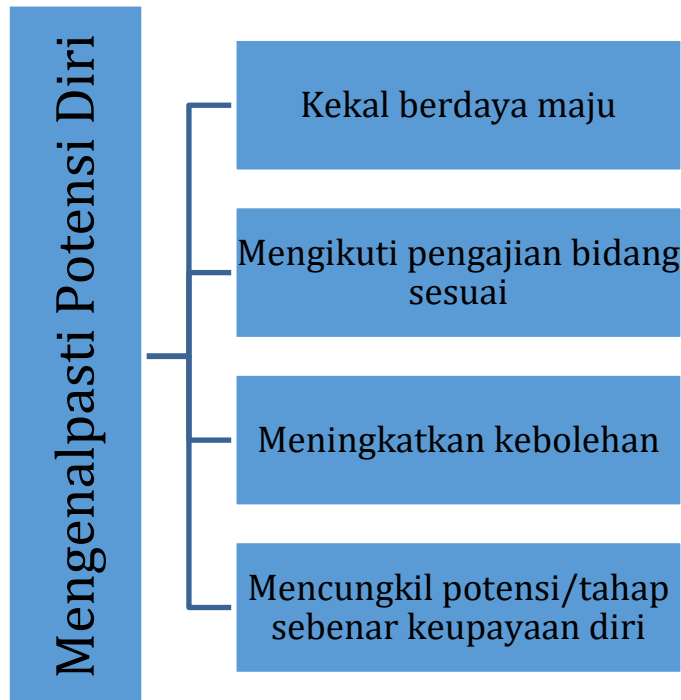 Mengenalpasti Potensi Diri
Kekal berdaya maju
Mengikuti pengajian bidang
sesuai
Meningkatkan kebolehan
Mencungkil potensi/tahap
sebenar keupayaan diri